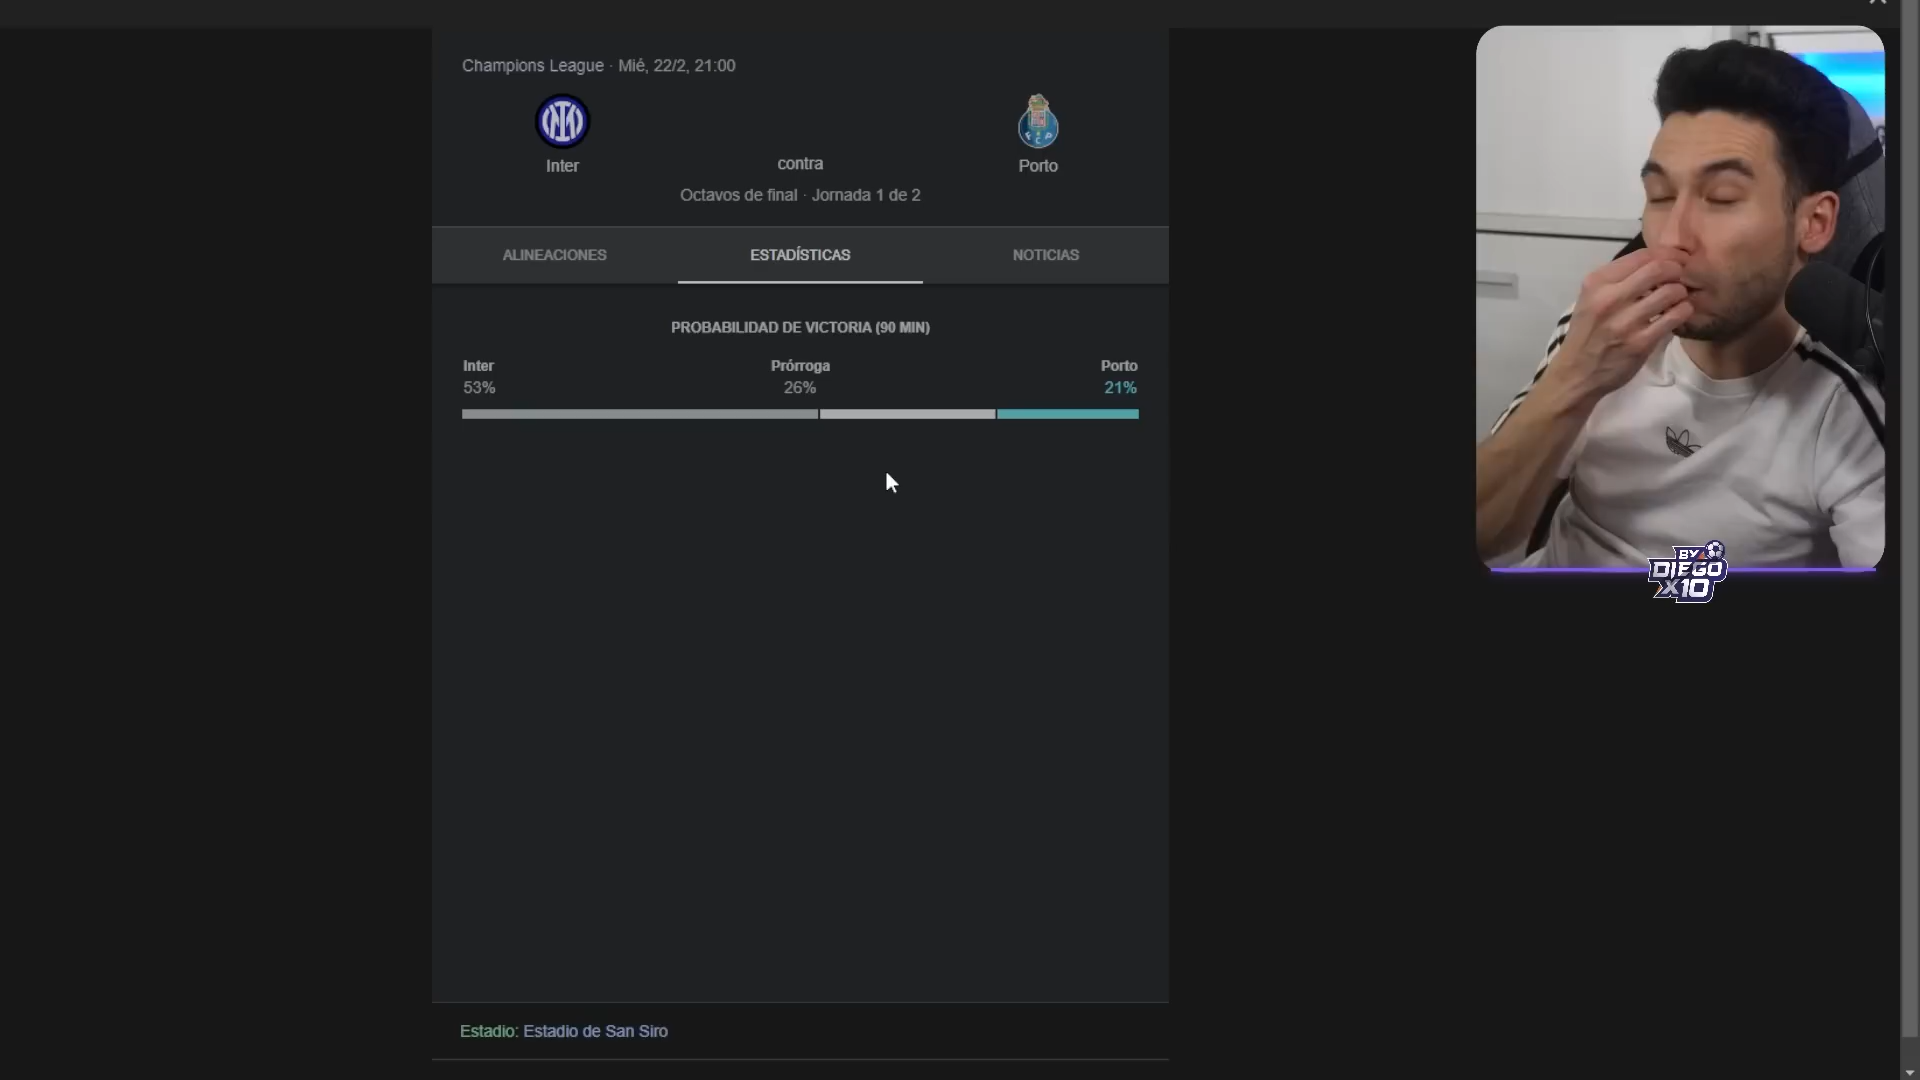 Champions League · Mié, 22/2, 21:00
Inter
contra
Porto
Octavos de final · Jornada 1 de 2
ALINEACIONES
ESTADÍSTICAS
NOTICIAS
PROBABILIDAD DE VICTORIA (90 MIN)
Inter
Prórroga
Porto
53%
26%
21%
Estadio: Estadio de San Siro
BY
DIEGO
X10